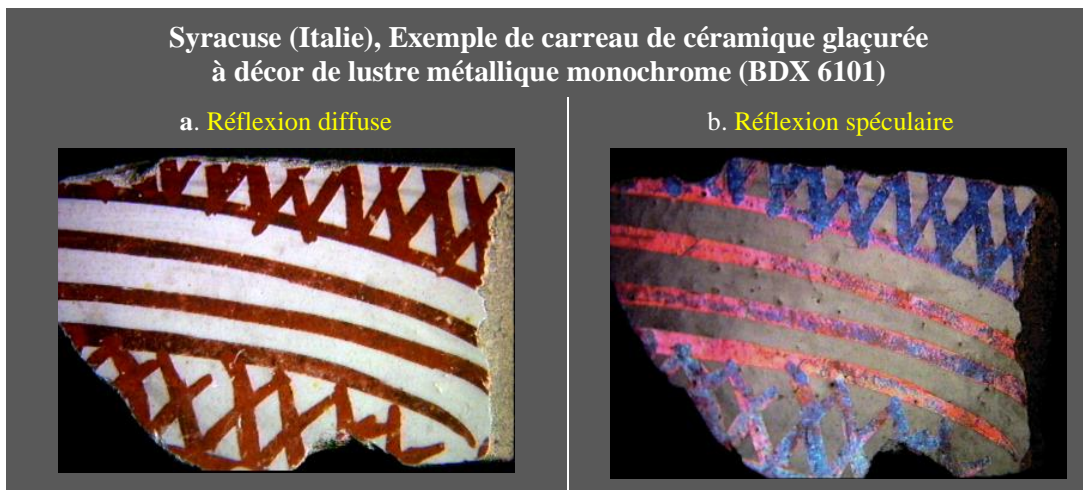 Syracuse (Italie), Exemple de carreau de céramique glaçurée
à décor de lustre métallique monochrome (BDX 6101)
a. Réflexion diffuse
b. Réflexion spéculaire